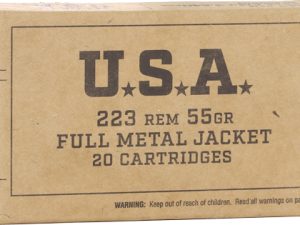 U.S.A.
223 REM 55GR
FULL METAL JACKET
20 CARTRIDGES
WARNING: Keep out of reach of children. Read all warnings on pa